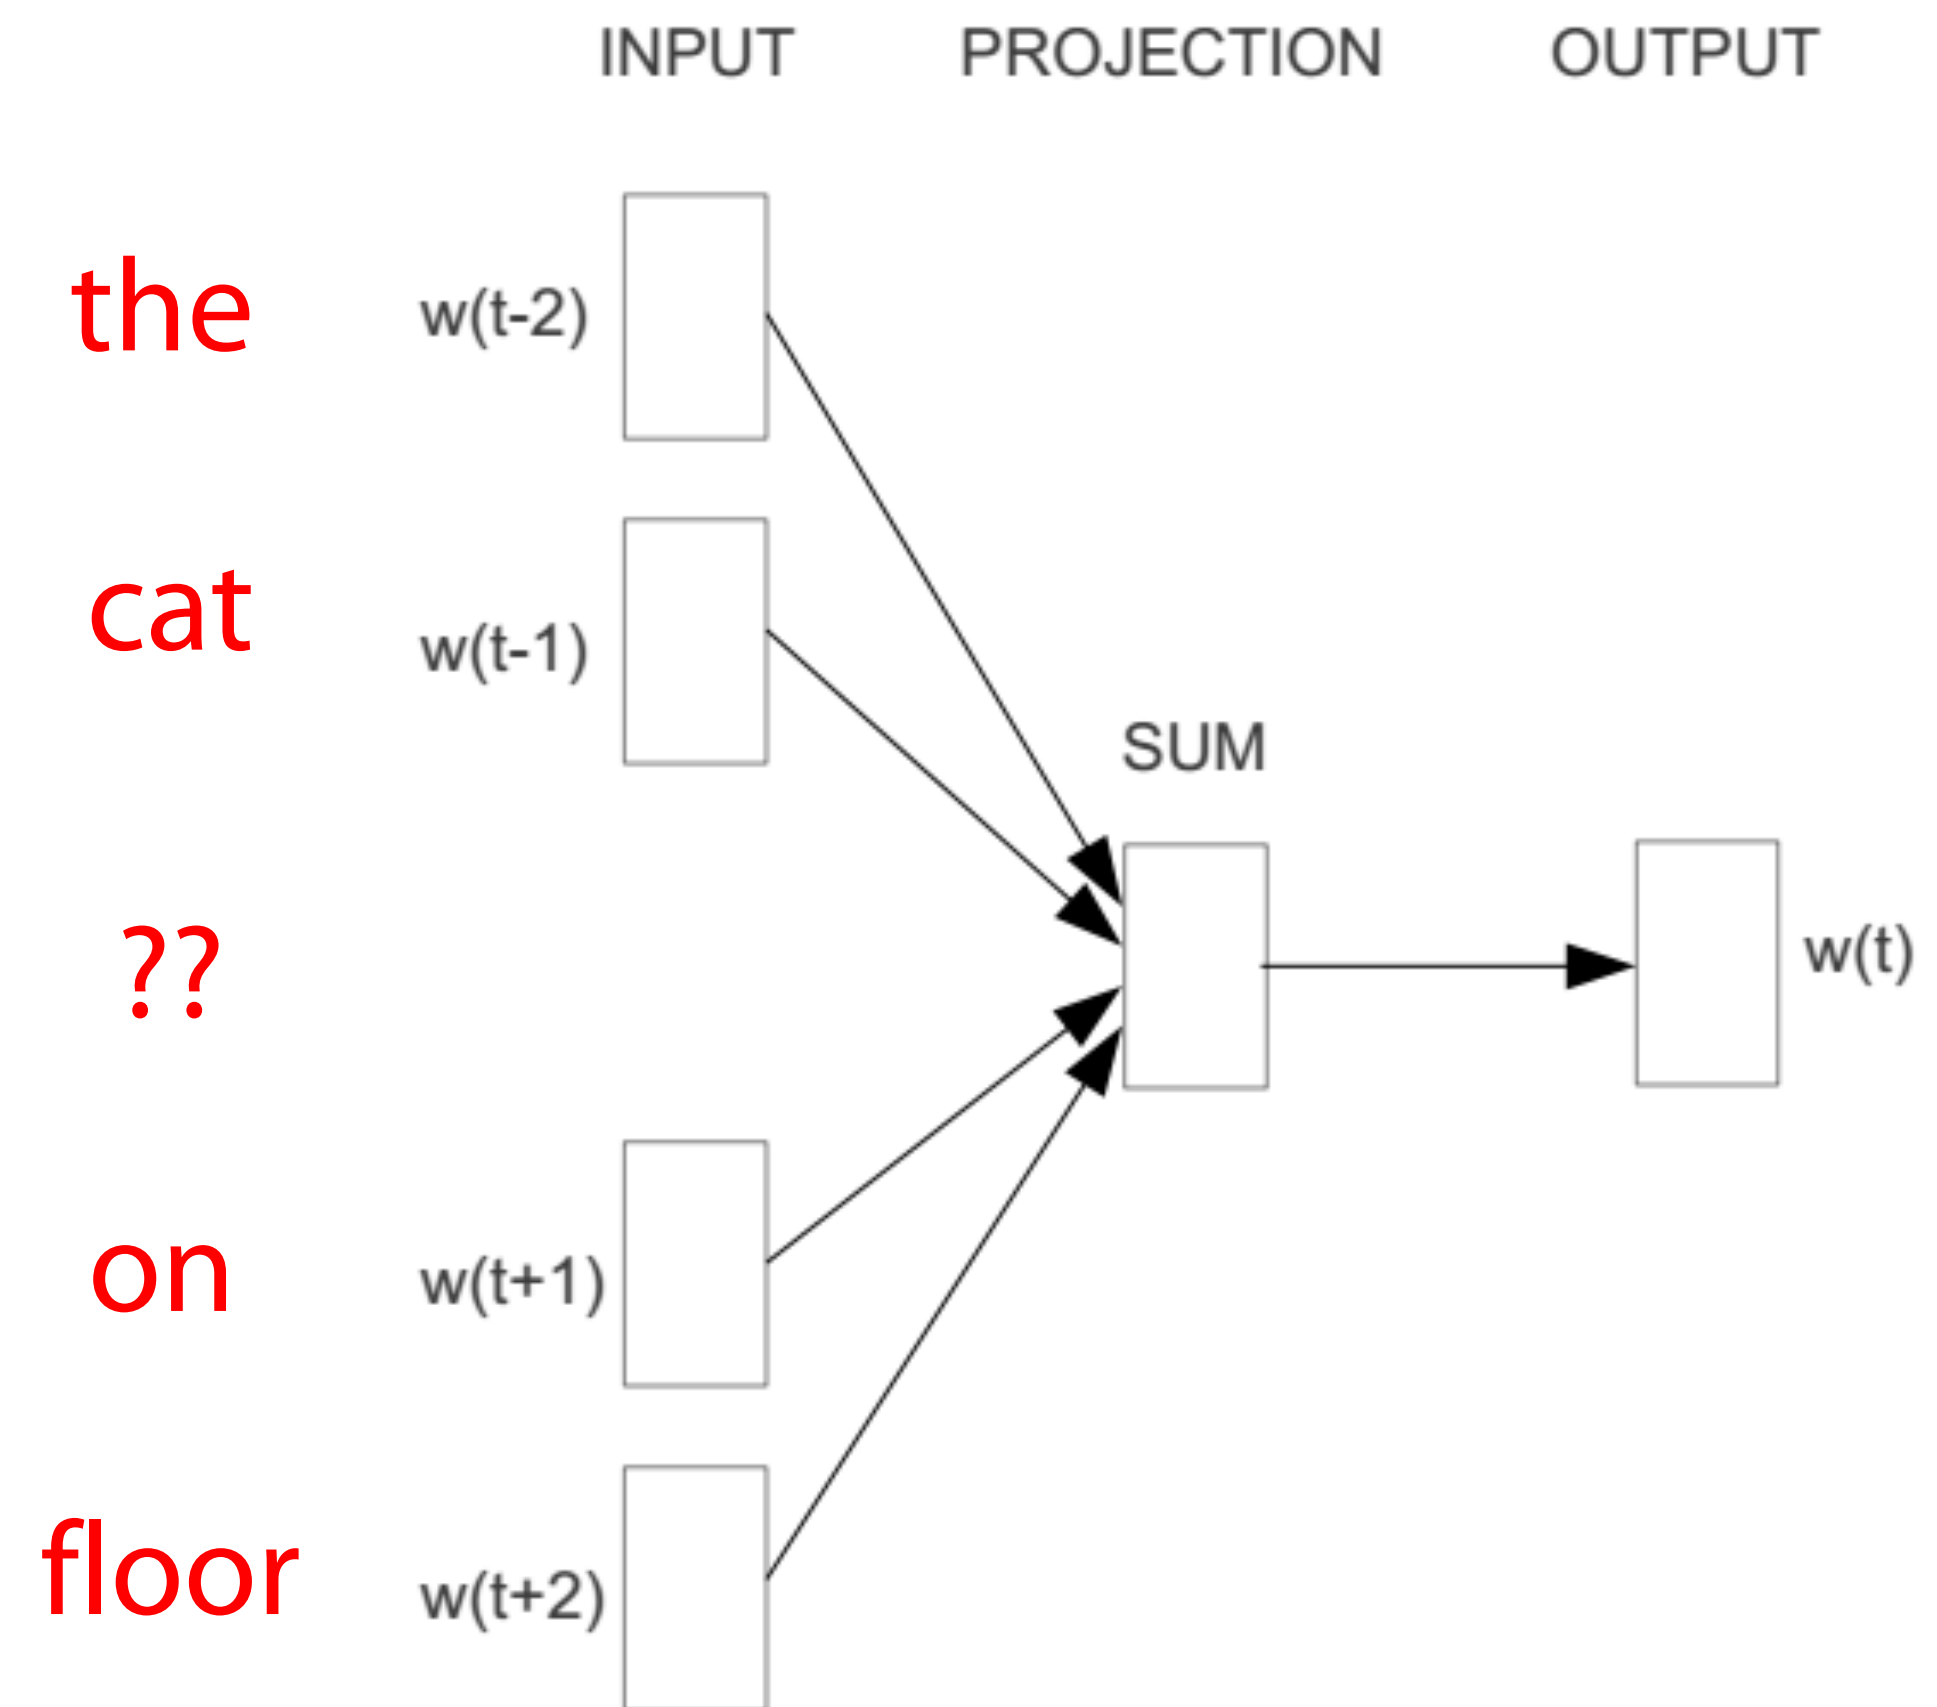 INPUT PROJECTION OUTPUT
the w(t-2)
cat w(t-1)
SUM
?? w(t)
on w(t+1)
floor w(t+2)